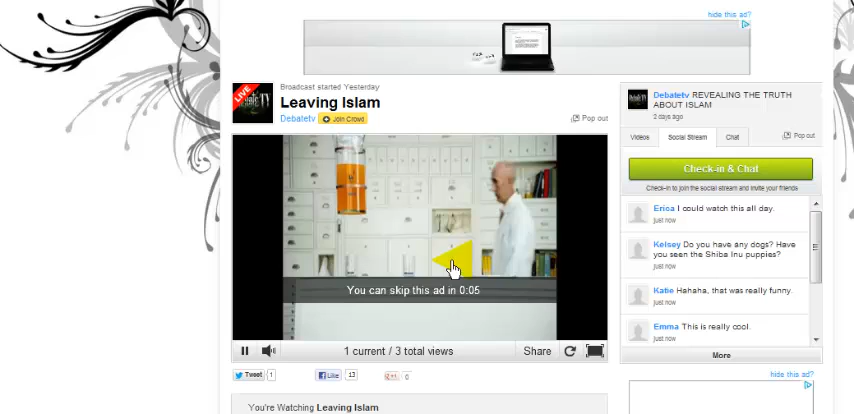 hide this ad?
LIVE
Broadcast started Yesterday
Leaving Islam
Debatetv Join Crowd
Pop out
You can skip this ad in 0:05
1 current / 3 total views
Share
Tweet 1
Like 13
+1 0
You're Watching Leaving Islam
Debatetv REVEALING THE TRUTH
ABOUT ISLAM
2 days ago
Videos Social Stream Chat Pop out
Check-in & Chat
Check-in to join the social stream and invite your friends
Erica I could watch this all day.
just now
Kelsey Do you have any dogs? Have
you seen the Shiba Inu puppies?
just now
Katie Hahaha, that was really funny.
just now
Emma This is really cool.
just now
More
hide this ad?